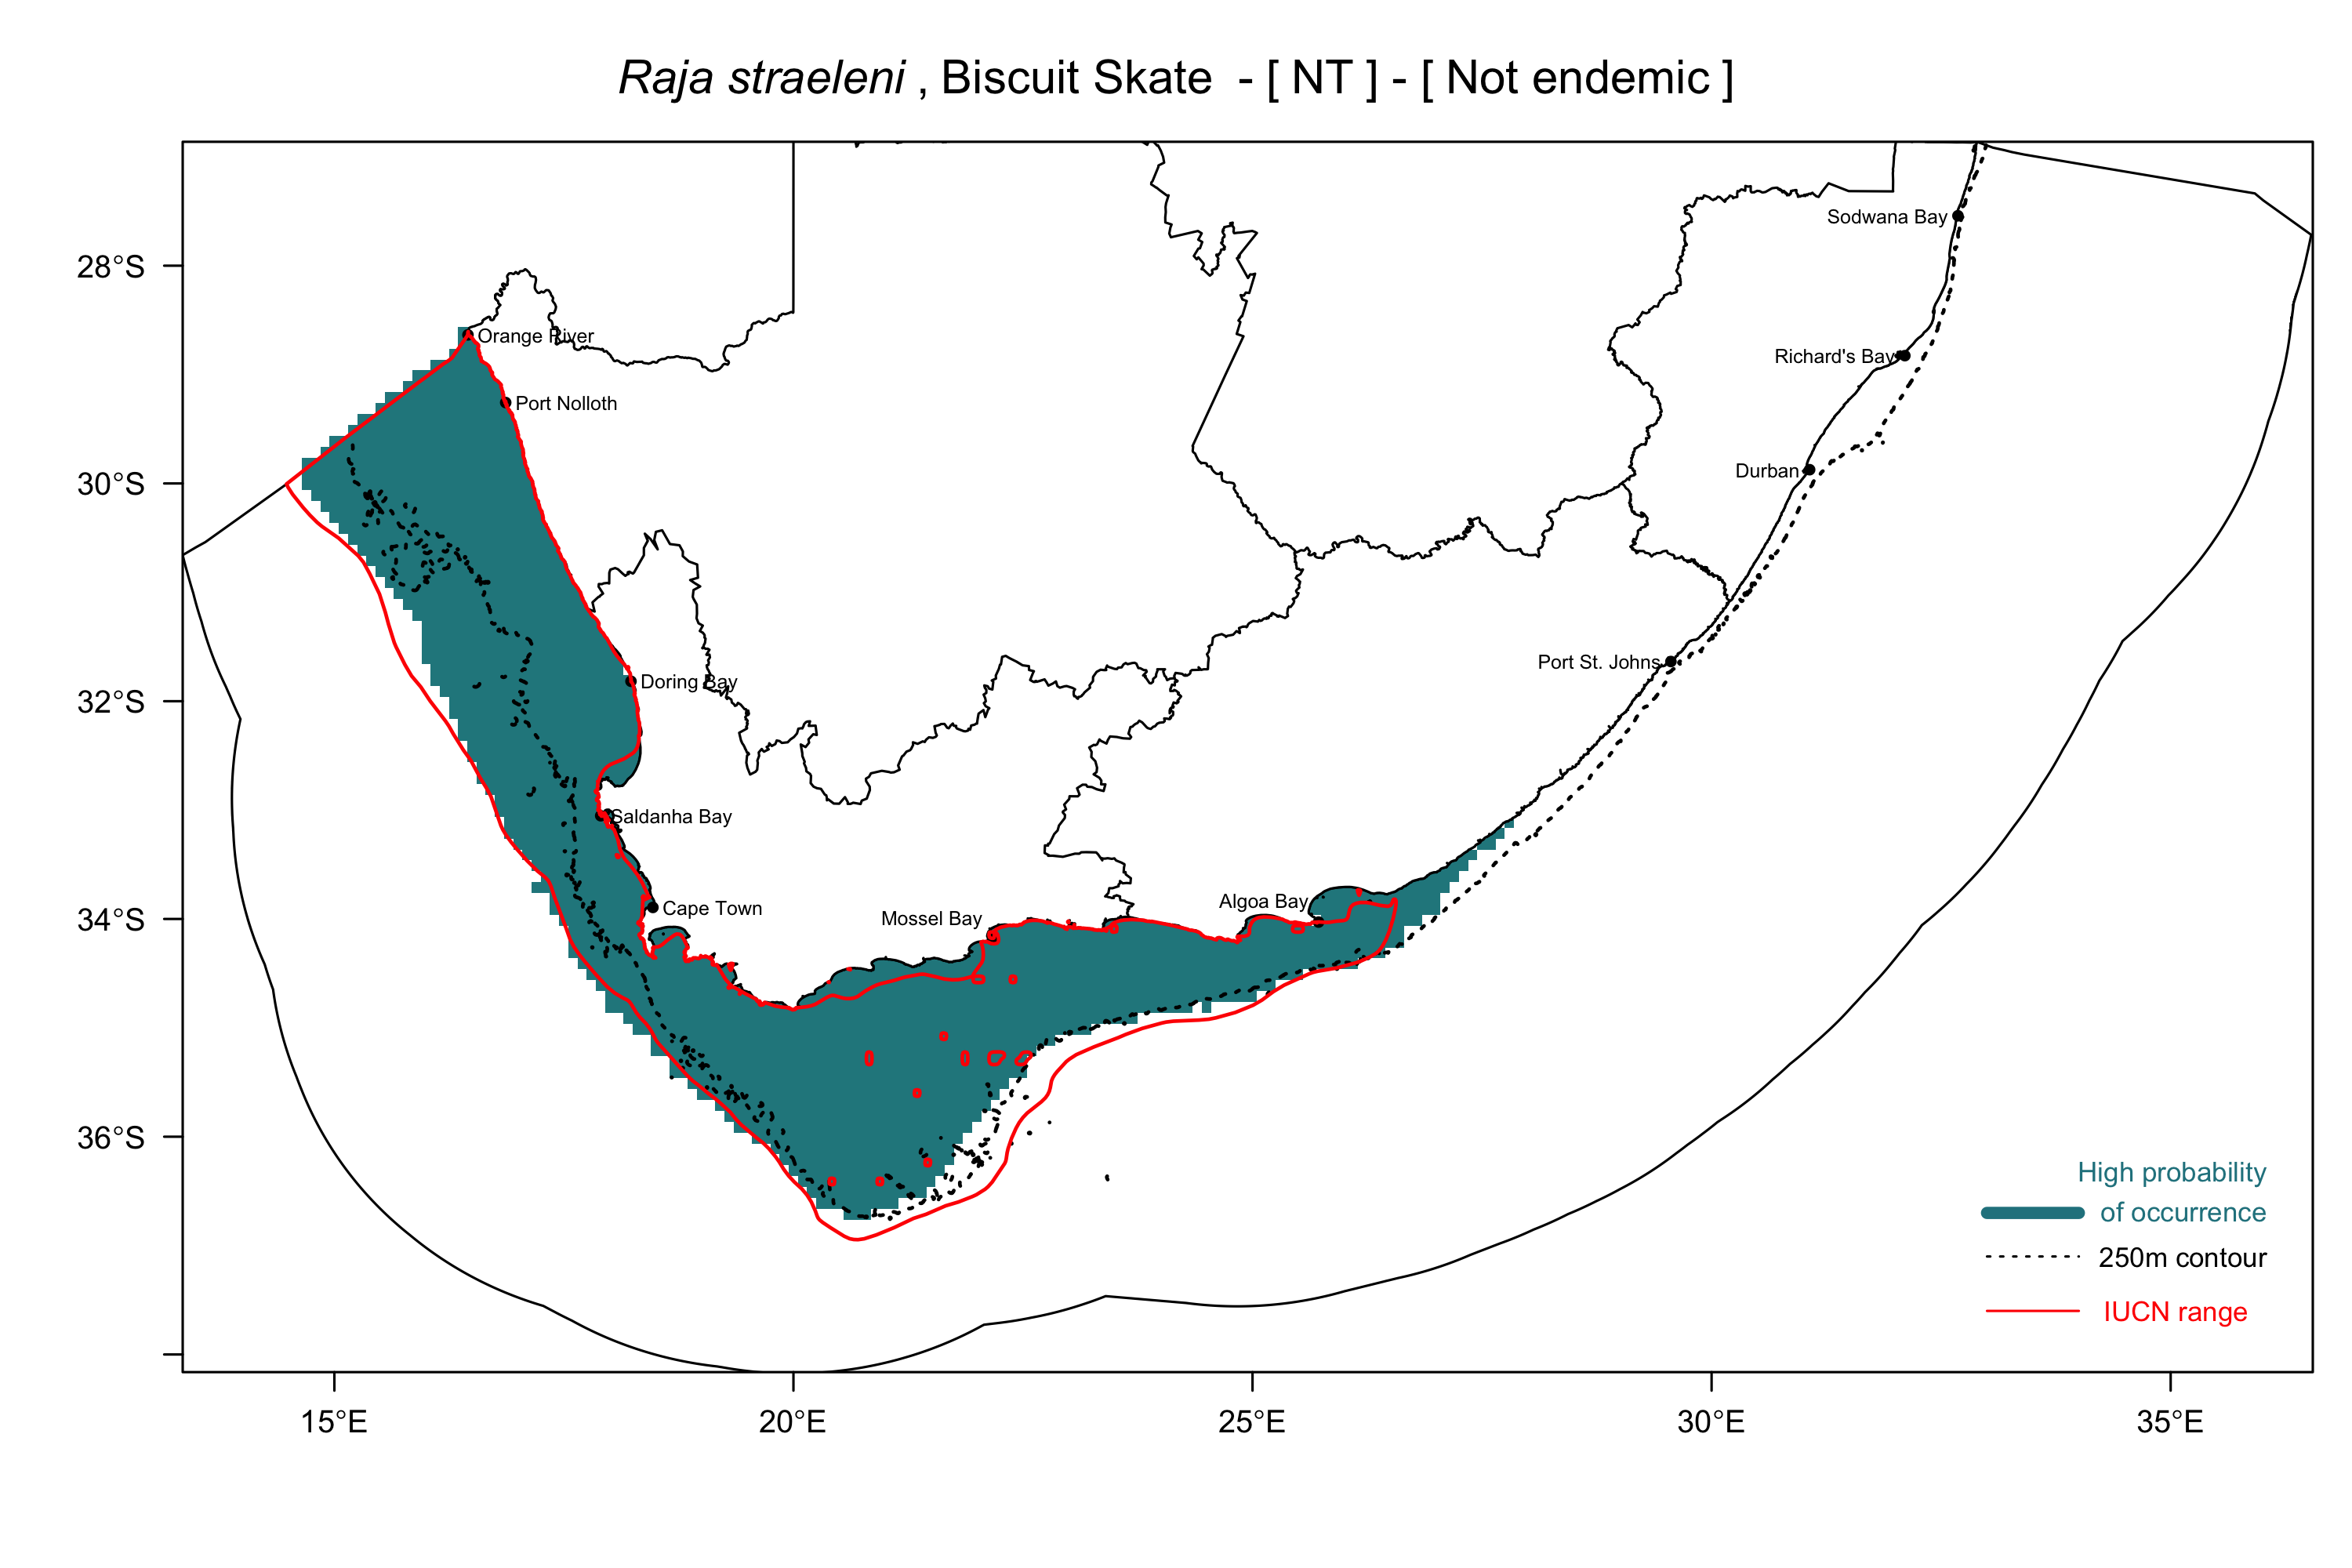 Raja straeleni , Biscuit Skate - [ NT ] - [ Not endemic ]
Sodwana Bay
28°S
Orange River
Richard's Bay
Port Nolloth
Durban
30°S
Port St. Johns
Doring Bay
32°S
Saldanha Bay
Algoa Bay
Cape Town
Mossel Bay
34°S
36°S
High probability
of occurrence
250m contour
IUCN range
15°E
20°E
25°E
30°E
35°E